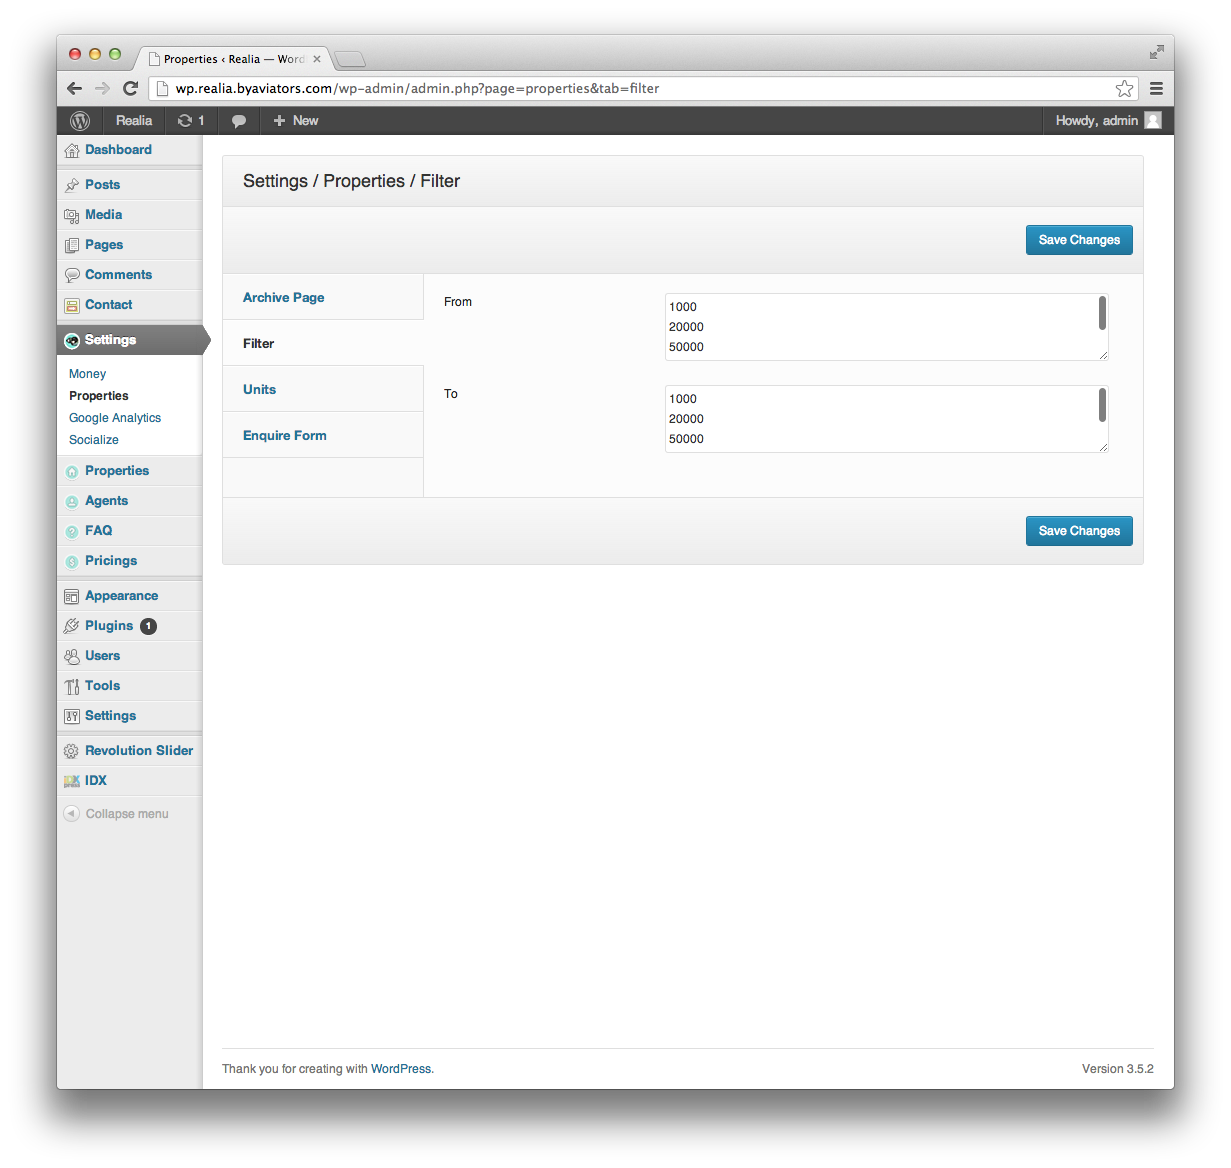 Properties ‹ Realia — Word
wp.realia.byaviators.com/wp-admin/admin.php?page=properties&tab=filter
Realia 1 New Howdy, admin
Dashboard
Posts
Media
Pages
Comments
Contact
Settings
Money
Properties
Google Analytics
Socialize
Properties
Agents
FAQ
Pricings
Appearance
Plugins 1
Users
Tools
Settings
Revolution Slider
IDX
Collapse menu
Settings / Properties / Filter
Save Changes
Archive Page
Filter
Units
Enquire Form
From
1000
20000
50000
To
1000
20000
50000
Save Changes
Thank you for creating with WordPress.
Version 3.5.2